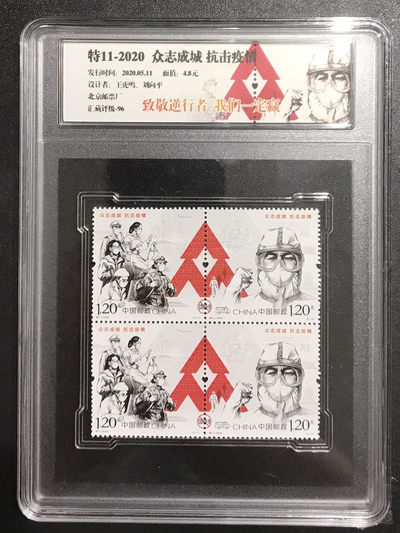 特11-2020 众志成城 抗击疫情
发行时间：2020.05.11 面值：4.8元
设计者：王虎鸣、刘向平
北京邮票厂
汇藏评级-96
致敬逆行者 我们一定赢
众志成城 抗击疫情
众志成城 抗击疫情
1.20元
中国邮政 CHINA
CHINA 中国邮政
1.20元
众志成城 抗击疫情
众志成城 抗击疫情
1.20元
中国邮政 CHINA
CHINA 中国邮政
1.20元